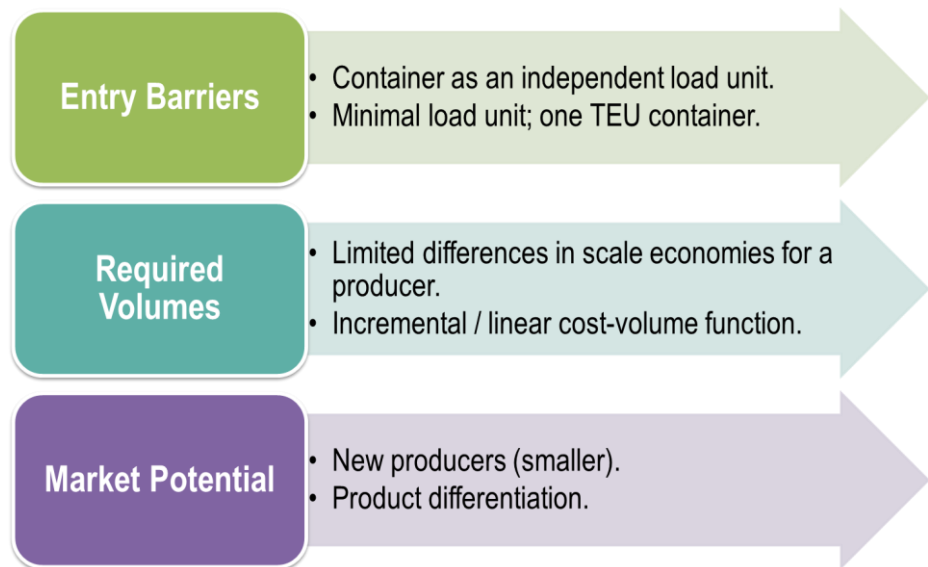 Entry Barriers
• Container as an independent load unit.
• Minimal load unit; one TEU container.
Required
Volumes
• Limited differences in scale economies for a
producer.
• Incremental / linear cost-volume function.
Market Potential
• New producers (smaller).
• Product differentiation.